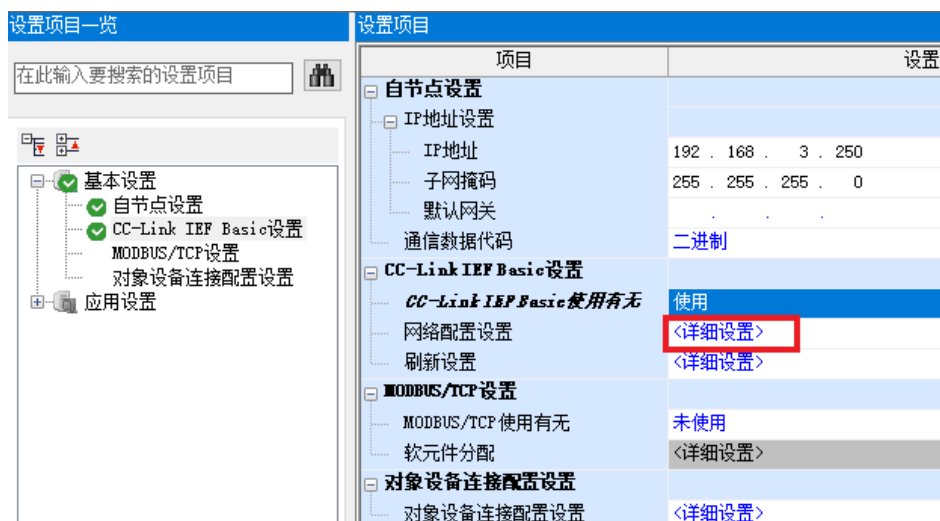 设置项目一览
在此输入要搜索的设置项目
基本设置
自节点设置
CC-Link IEF Basic设置
MODBUS/TCP设置
对象设备连接配置设置
应用设置
设置项目
项目 设置
自节点设置
IP地址设置
IP地址 192 . 168 . 3 . 250
子网掩码 255 . 255 . 255 . 0
默认网关 . . .
通信数据代码 二进制
CC-Link IEF Basic设置
CC-Link IEF Basic使用有无 使用
网络配置设置 <详细设置>
刷新设置 <详细设置>
MODBUS/TCP设置
MODBUS/TCP使用有无 未使用
软元件分配 <详细设置>
对象设备连接配置设置
对象设备连接配置设置 <详细设置>